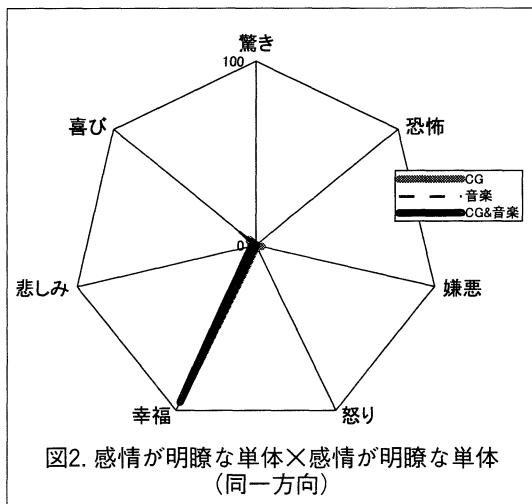 驚き
100
喜び
恐怖
CG
音楽
CG&音楽
0
悲しみ
嫌悪
幸福
怒り
図2. 感情が明瞭な単体×感情が明瞭な単体
(同一方向)